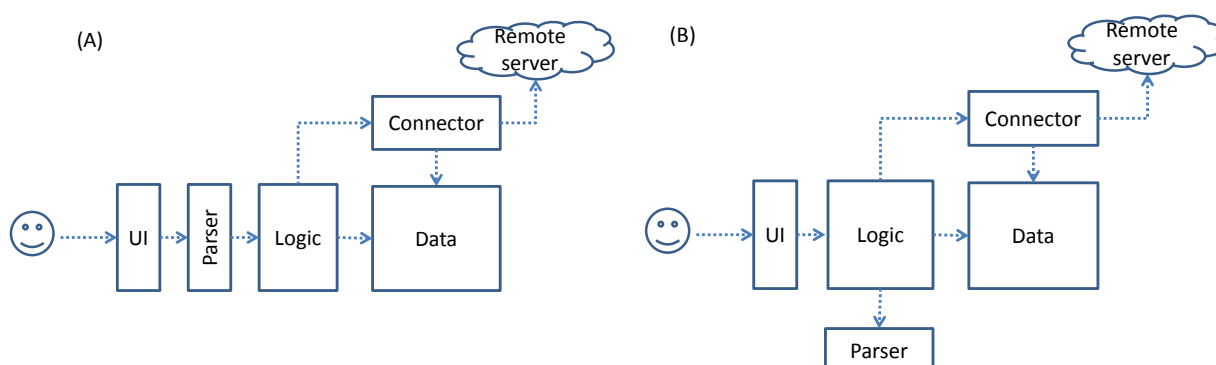 (A)
Remote
server
Connector
UI
Parser
Logic
Data
(B)
Remote
server
Connector
UI
Logic
Data
Parser